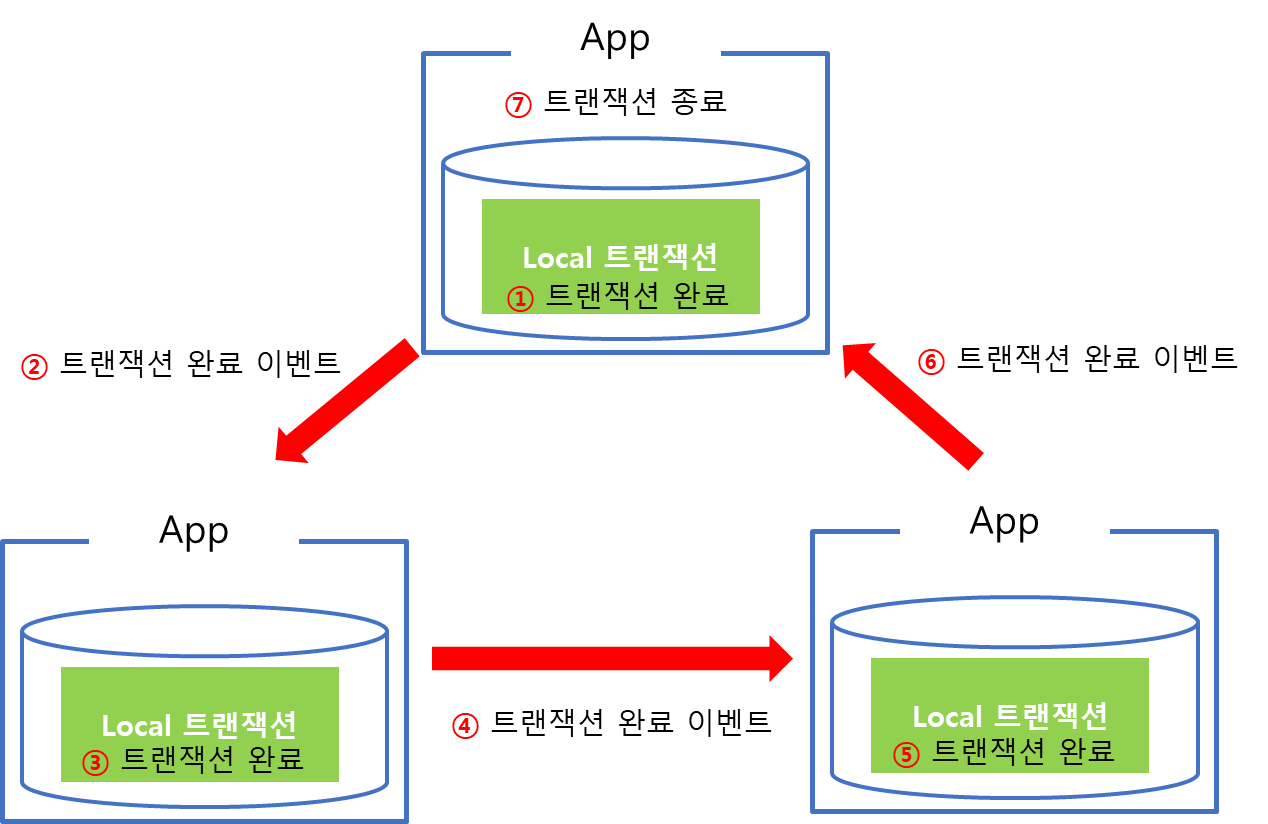 App
⑦ 트랜잭션 종료
Local 트랜잭션
① 트랜잭션 완료
② 트랜잭션 완료 이벤트
⑥ 트랜잭션 완료 이벤트
App
Local 트랜잭션
③ 트랜잭션 완료
④ 트랜잭션 완료 이벤트
App
Local 트랜잭션
⑤ 트랜잭션 완료